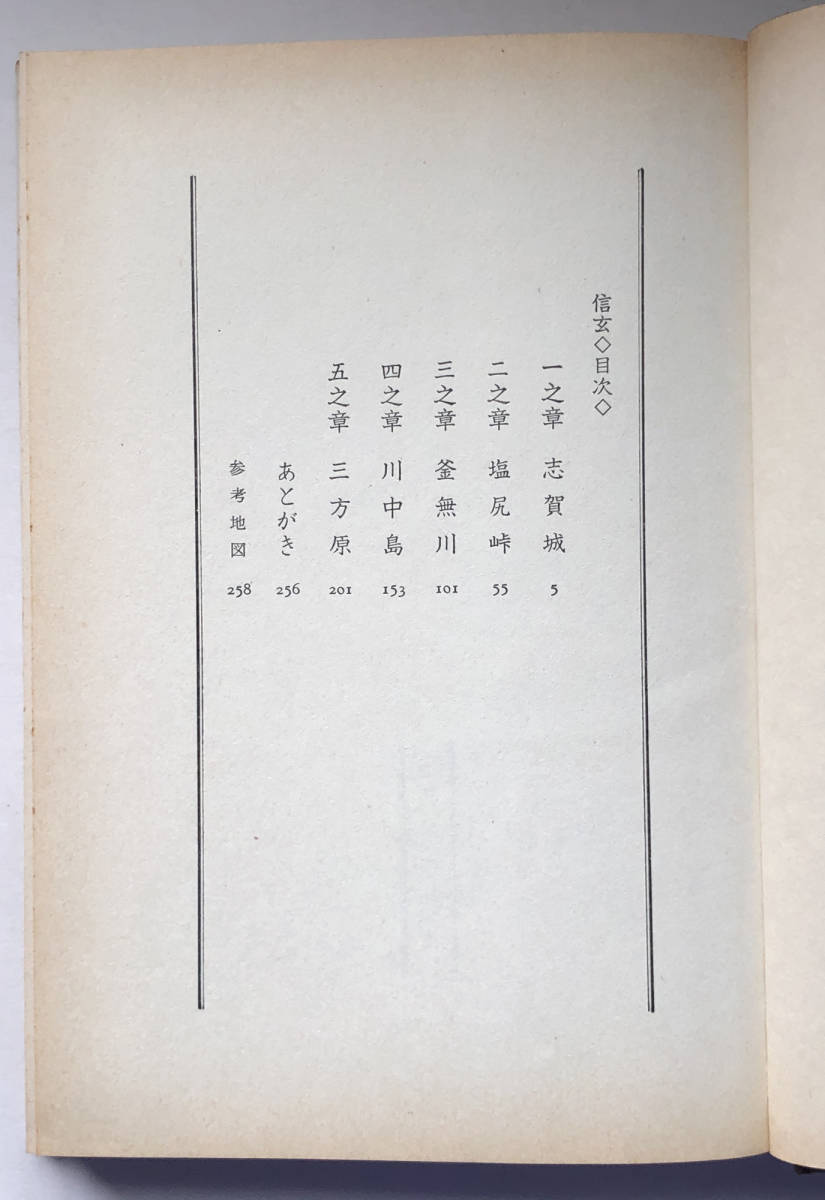 信玄◇目次◇
一之章 志賀城 5
二之章 塩尻峠 55
三之章 釜無川 101
四之章 川中島 153
五之章 三方原 201
あとがき 256
参考地図 258